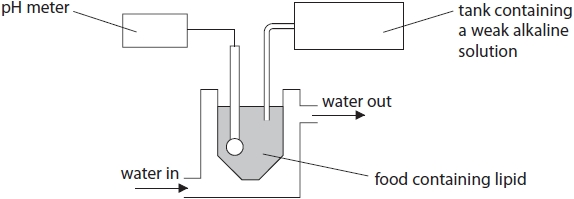 pH meter
tank containing
a weak alkaline
solution
water out
water in
food containing lipid